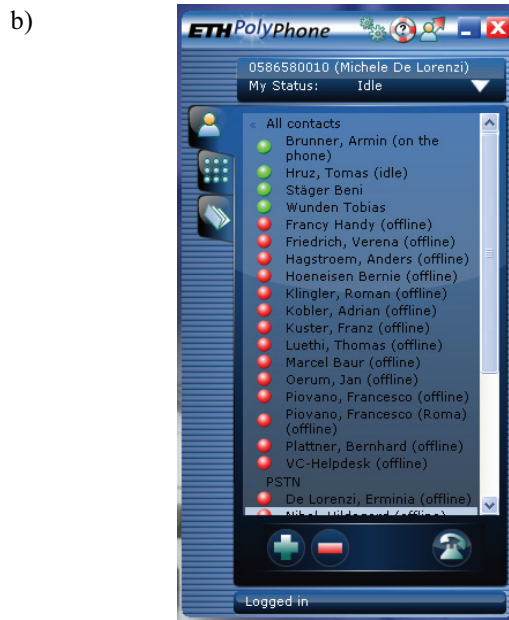 b)
ETH PolyPhone
0586580010 (Michele De Lorenzi)
My Status: Idle
< All contacts
Brunner, Armin (on the
phone)
Hruz, Tomas (idle)
Stäger Beni
Wunden Tobias
Francy Handy (offline)
Friedrich, Verena (offline)
Hagstroem, Anders (offline)
Hoeneisen Bernie (offline)
Klingler, Roman (offline)
Kobler, Adrian (offline)
Kuster, Franz (offline)
Luethi, Thomas (offline)
Marcel Baur (offline)
Oerum, Jan (offline)
Piovano, Francesco (offline)
Piovano, Francesco (Roma)
(offline)
Plattner, Bernhard (offline)
VC-Helpdesk (offline)
PSTN
De Lorenzi, Erminia (offline)
Logged in